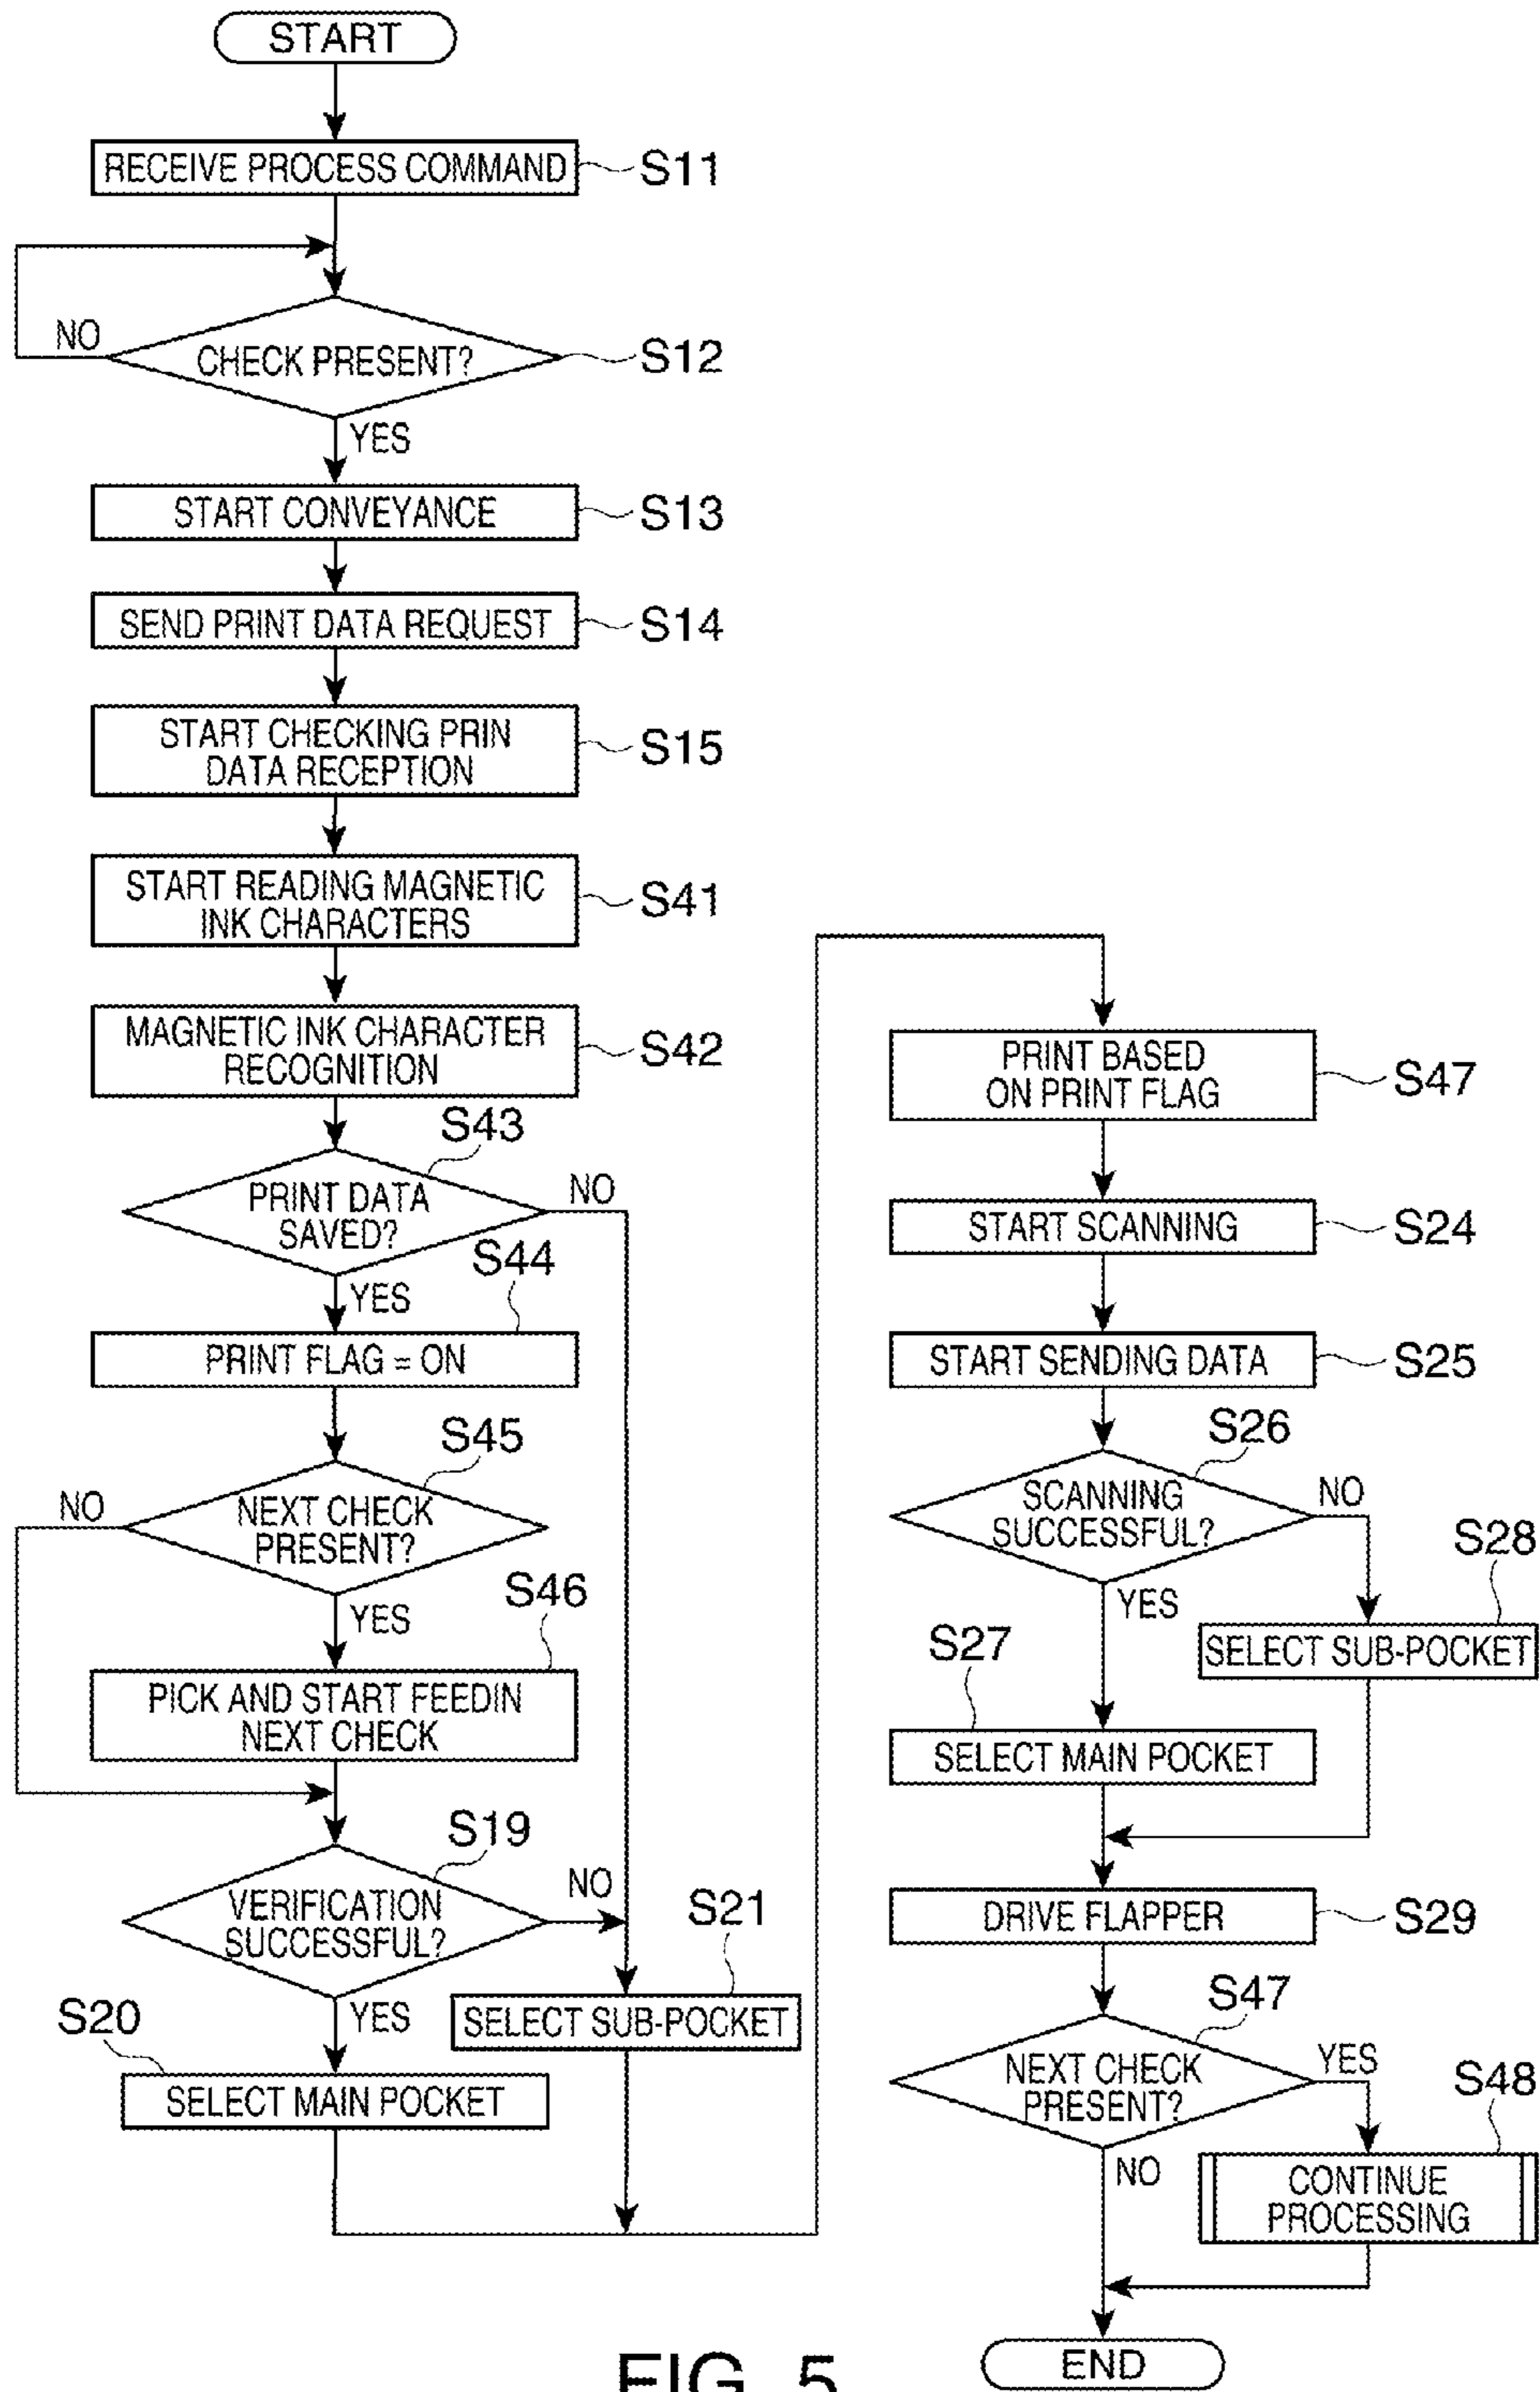 START
RECEIVE PROCESS COMMAND
S11
NO
CHECK PRESENT?
S12
YES
START CONVEYANCE
S13
SEND PRINT DATA REQUEST
S14
START CHECKING PRIN
DATA RECEPTION
S15
START READING MAGNETIC
INK CHARACTERS
S41
MAGNETIC INK CHARACTER
RECOGNITION
S42
S43
PRINT DATA
SAVED?
NO
S44
YES
PRINT FLAG = ON
S45
NO
NEXT CHECK
PRESENT?
S46
YES
PICK AND START FEEDIN
NEXT CHECK
S19
VERIFICATION
SUCCESSFUL?
NO
S21
S20
YES
SELECT SUB-POCKET
SELECT MAIN POCKET
PRINT BASED
ON PRINT FLAG
S47
START SCANNING
S24
START SENDING DATA
S25
S26
SCANNING
SUCCESSFUL?
NO
S28
YES
SELECT SUB-POCKET
S27
SELECT MAIN POCKET
DRIVE FLAPPER
S29
S47
NEXT CHECK
PRESENT?
YES
S48
NO
CONTINUE
PROCESSING
END
FIG. 5